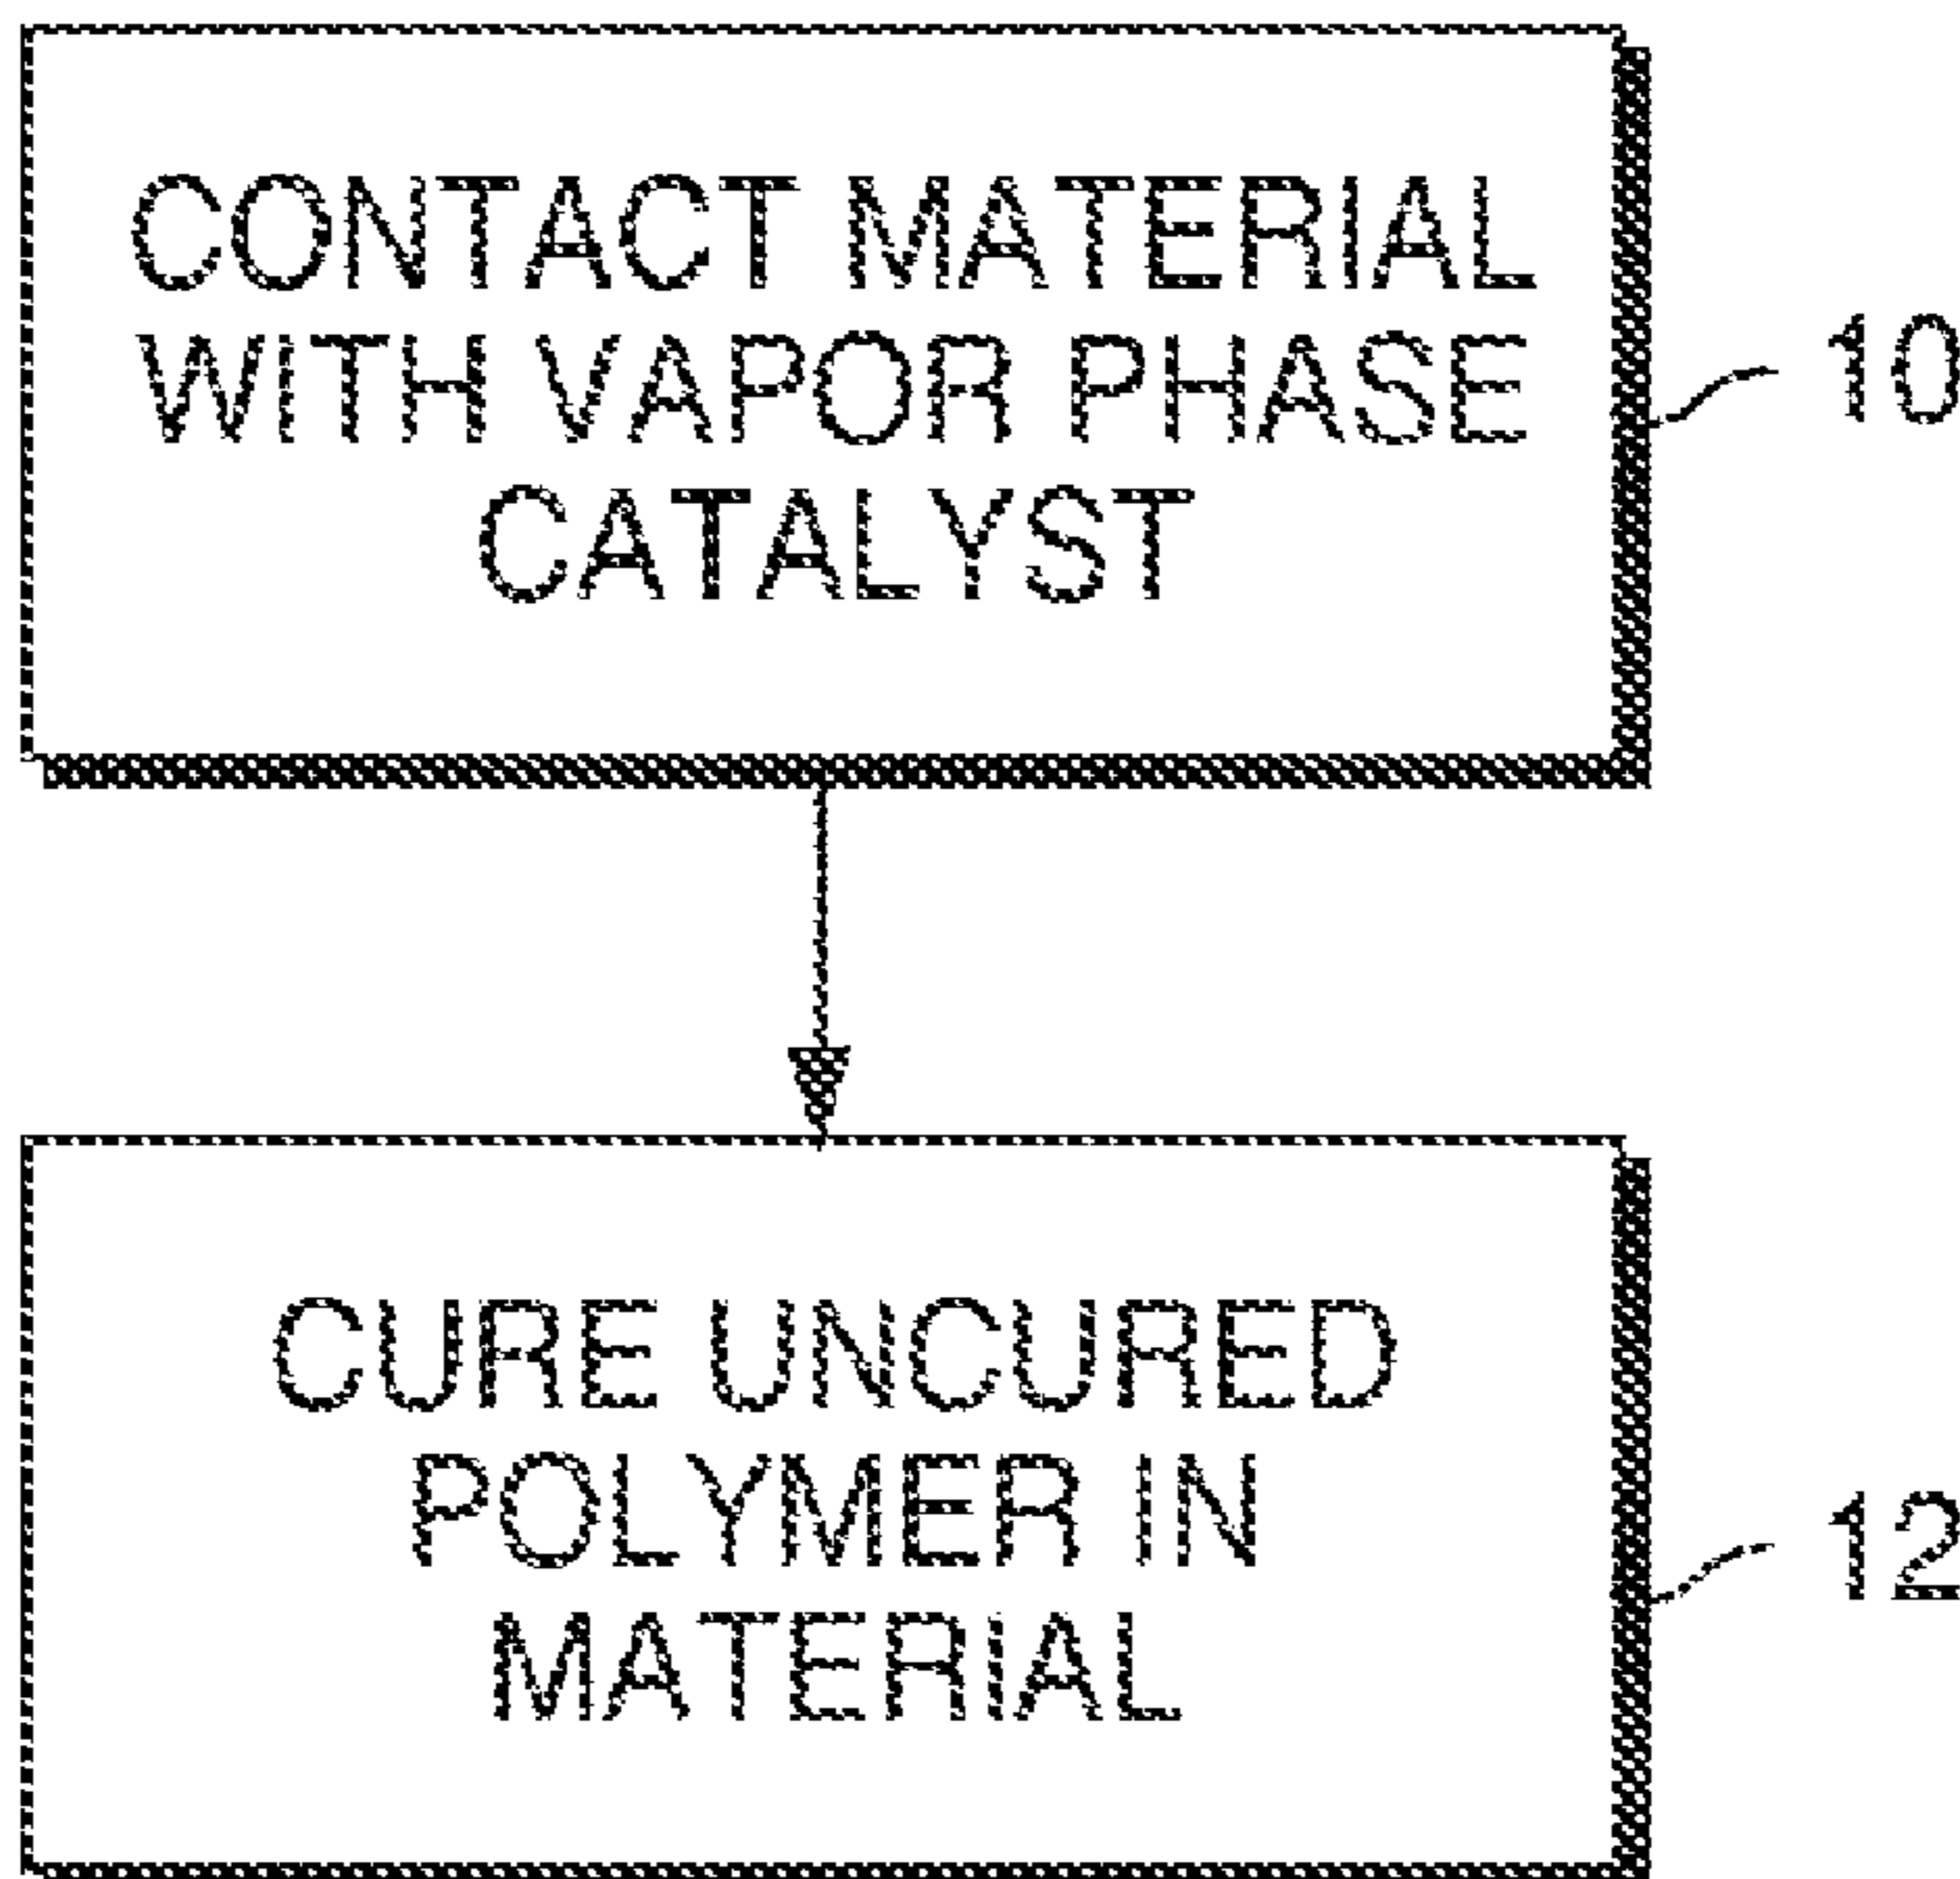 CONTACT MATERIAL
WITH VAPOR PHASE
CATALYST
10
CURE UNCURED
POLYMER IN
MATERIAL
12